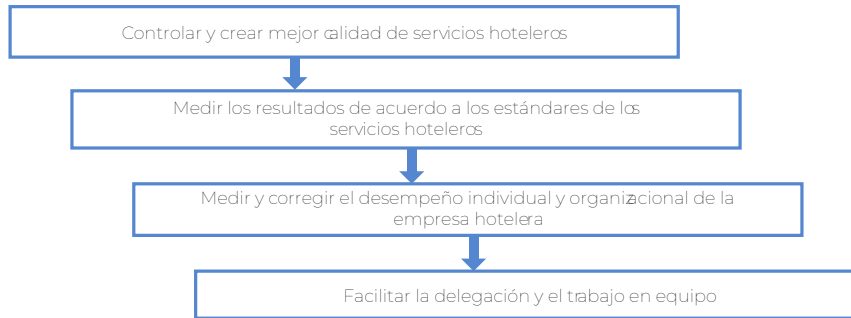 Controlar y crear mejor calidad de servicios hoteleros
Medir los resultados de acuerdo a los estándares de los
servicios hoteleros
Medir y corregir el desempeño individual y organizacional de la
empresa hotelera
Facilitar la delegación y el trabajo en equipo